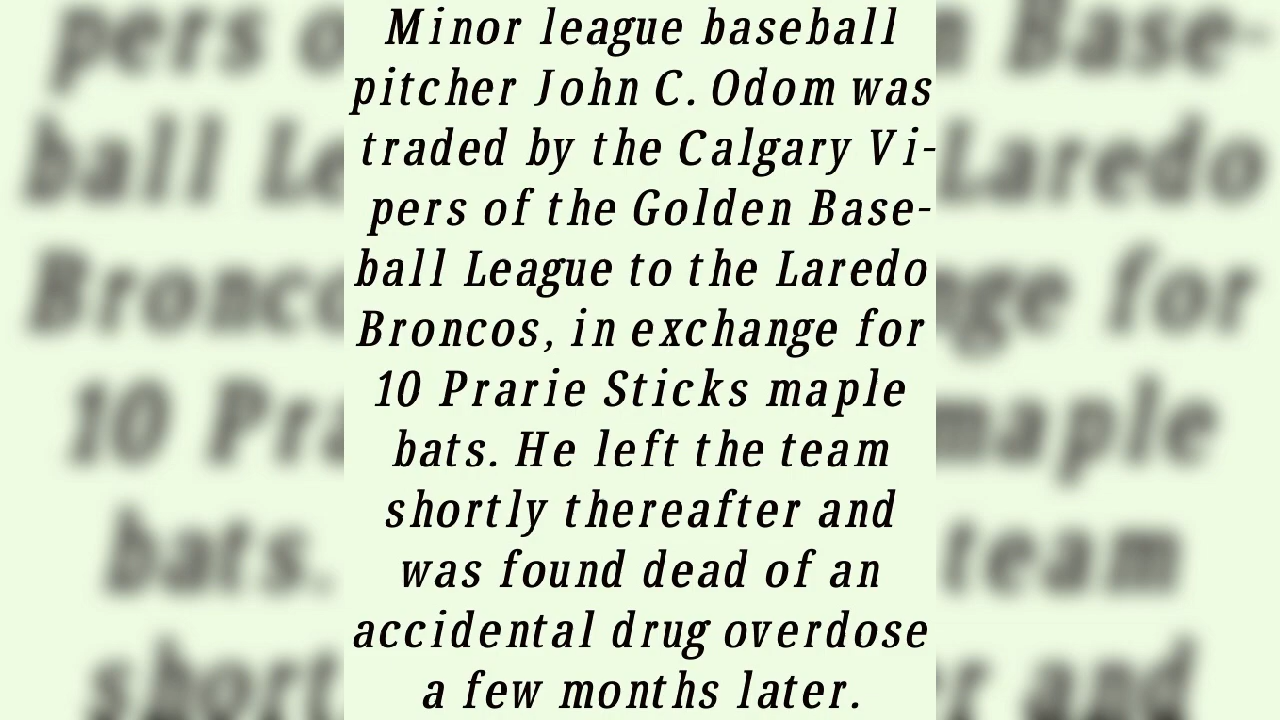 Minor league baseball
pitcher John C. Odom was
traded by the Calgary Vi-
pers of the Golden Base-
ball League to the Laredo
Broncos, in exchange for
10 Prarie Sticks maple
bats. He left the team
shortly thereafter and
was found dead of an
accidental drug overdose
a few months later.